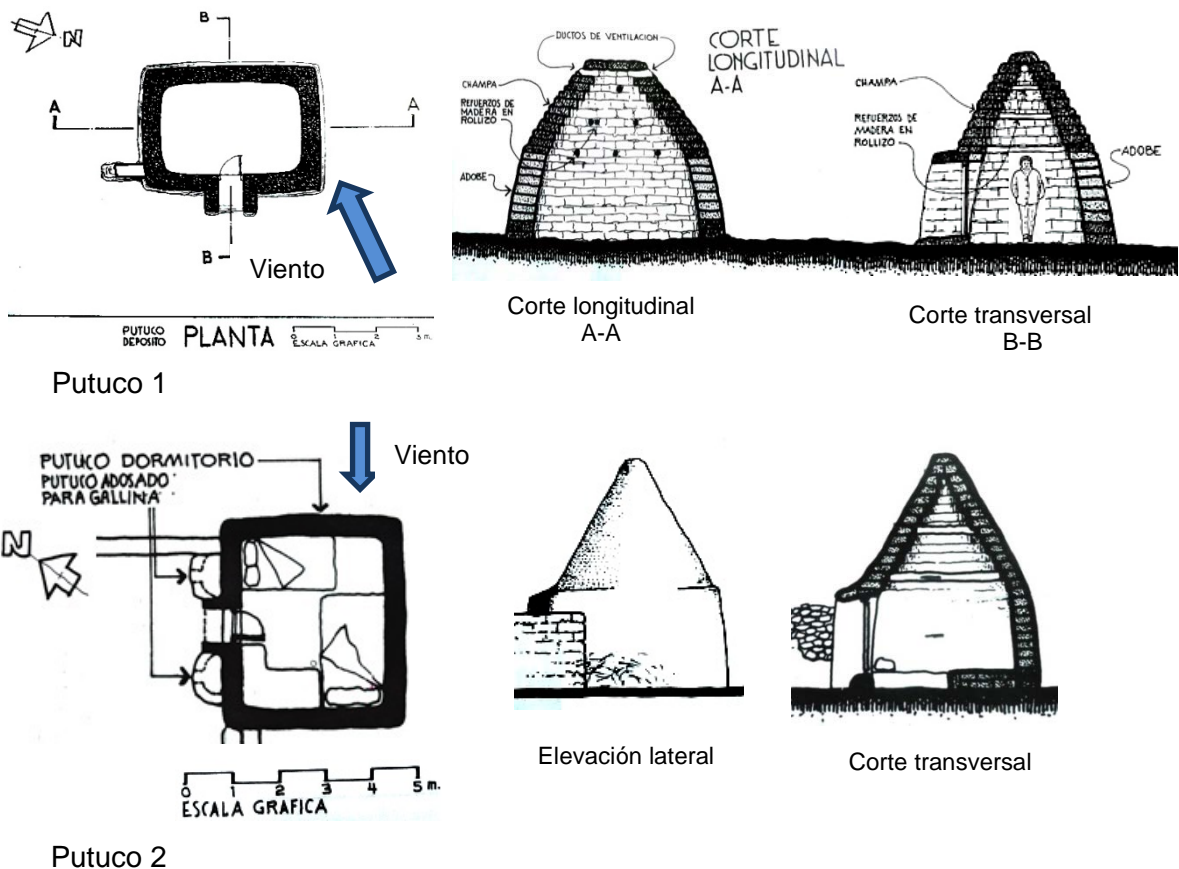 N
B
A
A
B
Viento
PUTUCO
DEPOSITO
PLANTA
0 1 2 3 m.
ESCALA GRAFICA
DUCTOS DE VENTILACION
CORTE
LONGITUDINAL
A-A
CHAMPA
REFUERZOS DE
MADERA EN
ROLLIZO
ADOBE
CHAMPA
REFUERZOS DE
MADERA EN
ROLLIZO
ADOBE
Corte longitudinal
A-A
Corte transversal
B-B
Putuco 1
Viento
PUTUCO DORMITORIO
PUTUCO ADOSADO
PARA GALLINA
N
0 1 2 3 4 5 m.
ESCALA GRAFICA
Elevación lateral
Corte transversal
Putuco 2